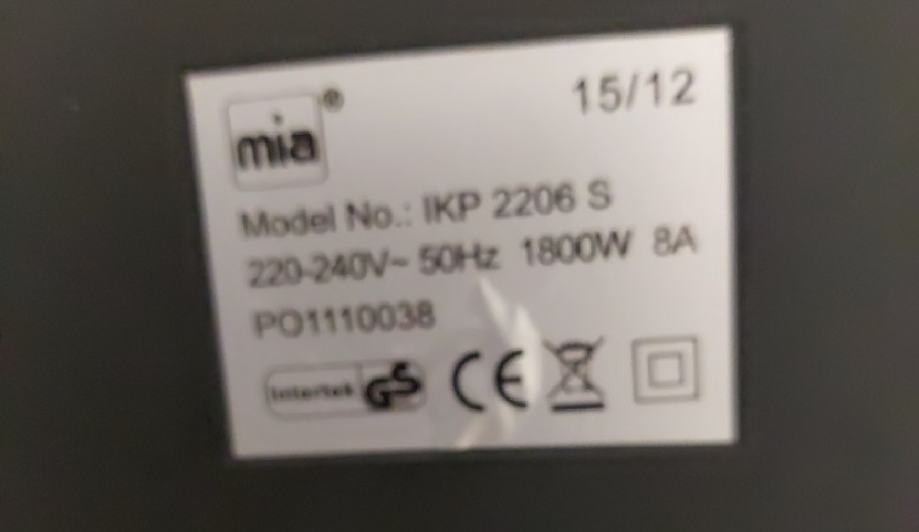 mia® 15/12
Model No.: IKP 2206 S
220-240V~ 50Hz 1800W 8A
PO1110038
Intertek GS CE